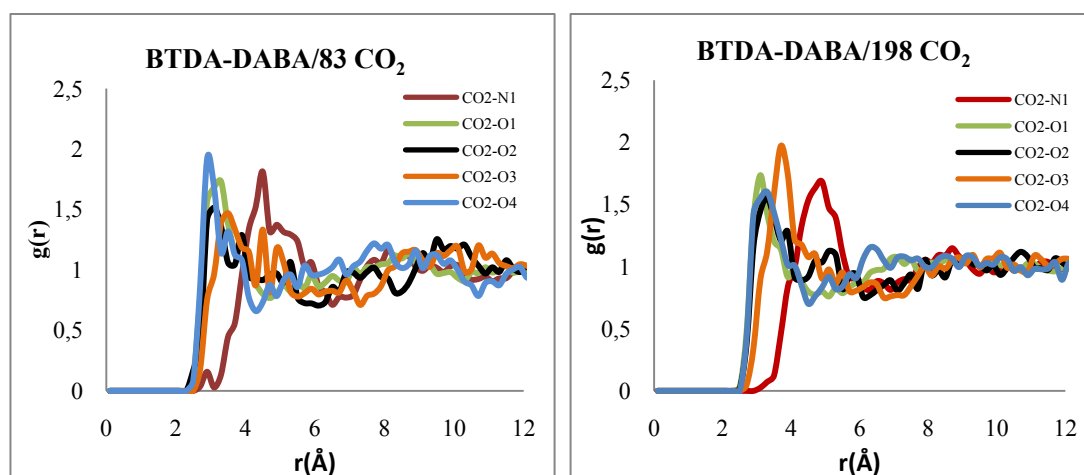 BTDA-DABA/83 CO₂
2,5
2
1,5
1
0,5
0
g(r)
0 2 4 6 8 10 12
r(Å)
CO2-N1
CO2-O1
CO2-O2
CO2-O3
CO2-O4
BTDA-DABA/198 CO₂
2,5
2
1,5
1
0,5
0
g(r)
0 2 4 6 8 10 12
r(Å)
CO2-N1
CO2-O1
CO2-O2
CO2-O3
CO2-O4